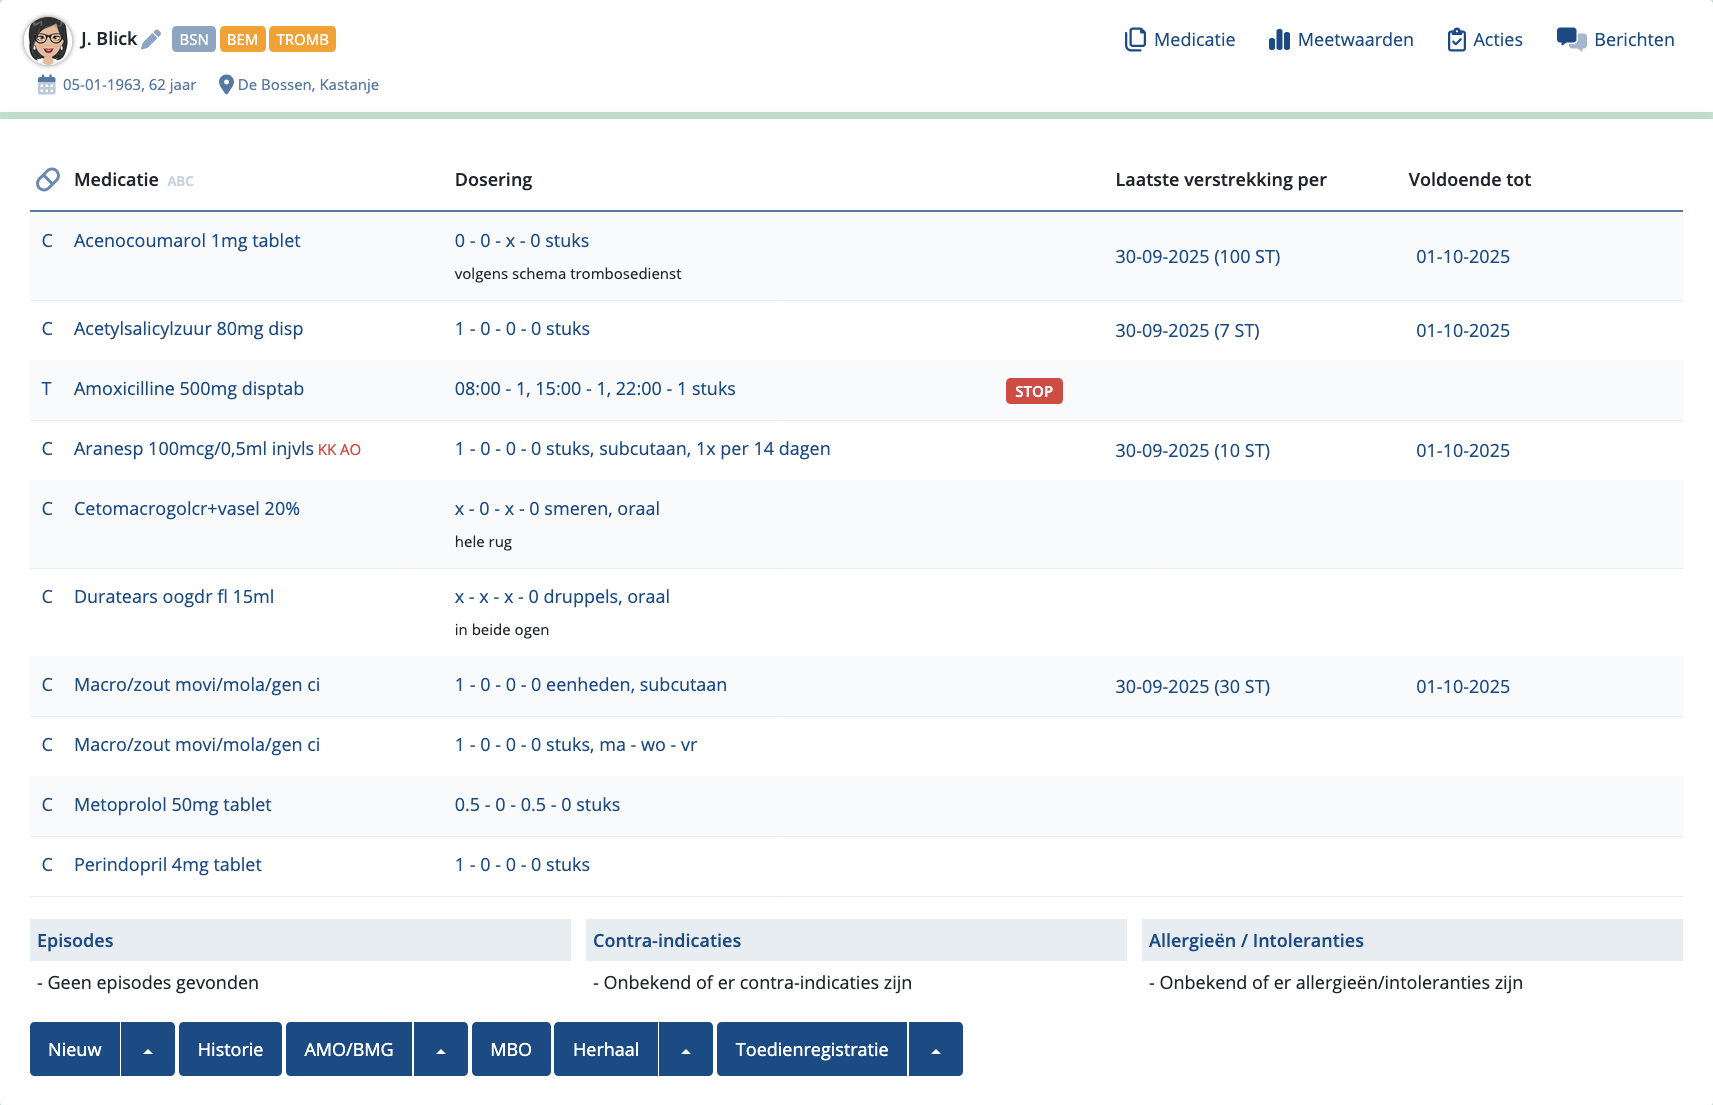 J. Blick BSN BEM TROMB Medicatie Meetwaarden Acties Berichten
05-01-1963, 62 jaar De Bossen, Kastanje
Medicatie ABC Dosering Laatste verstrekking per Voldoende tot
C Acenocoumarol 1mg tablet 0 - 0 - x - 0 stuks 30-09-2025 (100 ST) 01-10-2025
volgens schema trombosedienst
C Acetylsalicylzuur 80mg disp 1 - 0 - 0 - 0 stuks 30-09-2025 (7 ST) 01-10-2025
T Amoxicilline 500mg disptab 08:00 - 1, 15:00 - 1, 22:00 - 1 stuks STOP
C Aranesp 100mcg/0,5ml injvls KK AO 1 - 0 - 0 - 0 stuks, subcutaan, 1x per 14 dagen 30-09-2025 (10 ST) 01-10-2025
C Cetomacrogolcr+vasel 20% x - 0 - x - 0 smeren, oraal
hele rug
C Duratears oogdr fl 15ml x - x - x - 0 druppels, oraal
in beide ogen
C Macro/zout movi/mola/gen ci 1 - 0 - 0 - 0 eenheden, subcutaan 30-09-2025 (30 ST) 01-10-2025
C Macro/zout movi/mola/gen ci 1 - 0 - 0 - 0 stuks, ma - wo - vr
C Metoprolol 50mg tablet 0.5 - 0 - 0.5 - 0 stuks
C Perindopril 4mg tablet 1 - 0 - 0 - 0 stuks
Episodes Contra-indicaties Allergieën / Intoleranties
- Geen episodes gevonden - Onbekend of er contra-indicaties zijn - Onbekend of er allergieën/intoleranties zijn
Nieuw Historie AMO/BMG MBO Herhaal Toedienregistratie